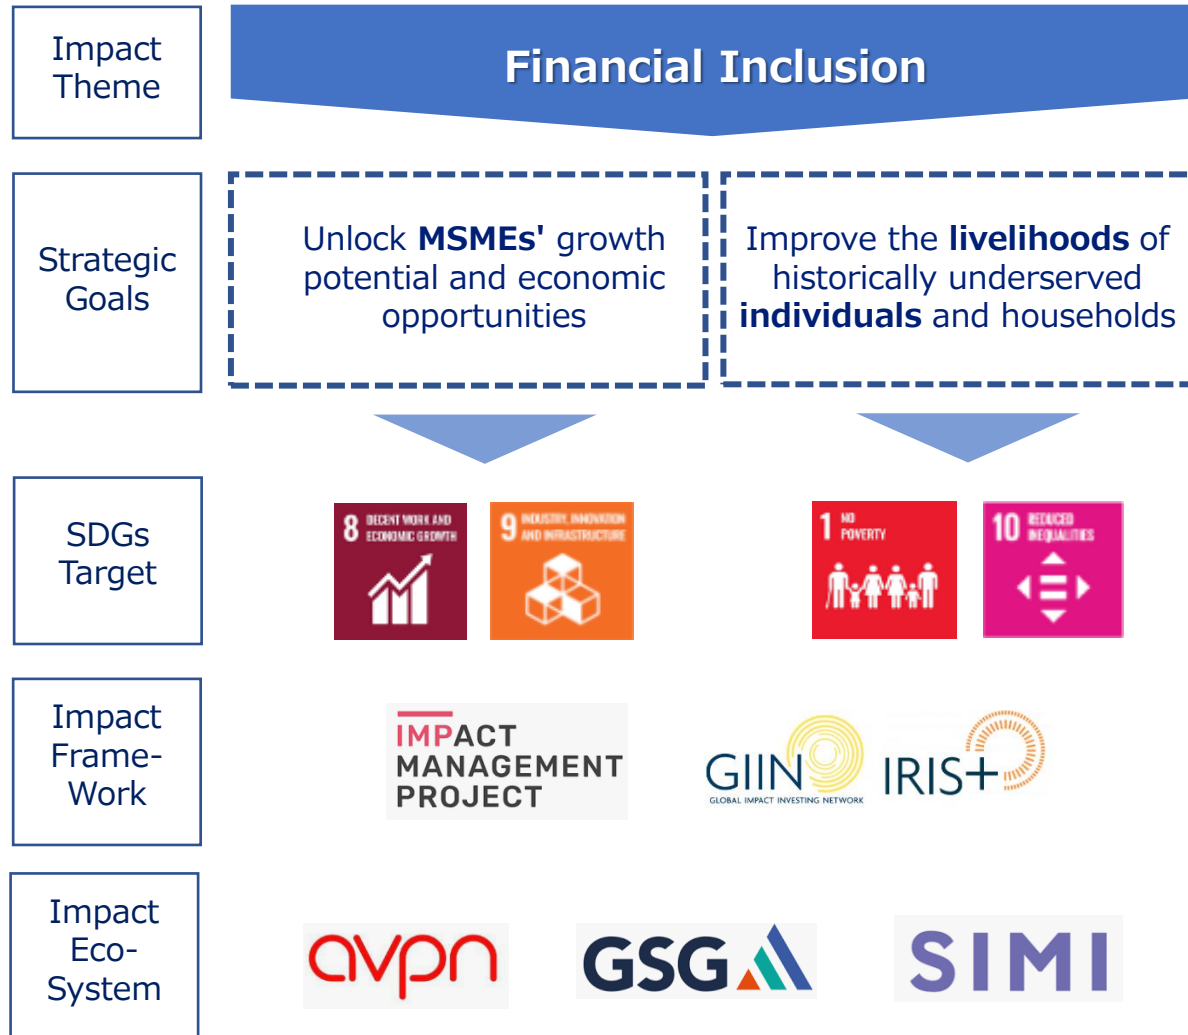 Impact
Theme
Financial Inclusion
Strategic
Goals
Unlock MSMEs' growth
potential and economic
opportunities
Improve the livelihoods of
historically underserved
individuals and households
SDGs
Target
8 DECENT WORK AND
ECONOMIC GROWTH
9 INDUSTRY, INNOVATION
AND INFRASTRUCTURE
1 NO
POVERTY
10 REDUCED
INEQUALITIES
Impact
Frame-
Work
IMPACT
MANAGEMENT
PROJECT
GIIN
GLOBAL IMPACT INVESTING NETWORK
IRIS+
Impact
Eco-
System
avpn
GSG
SIMI